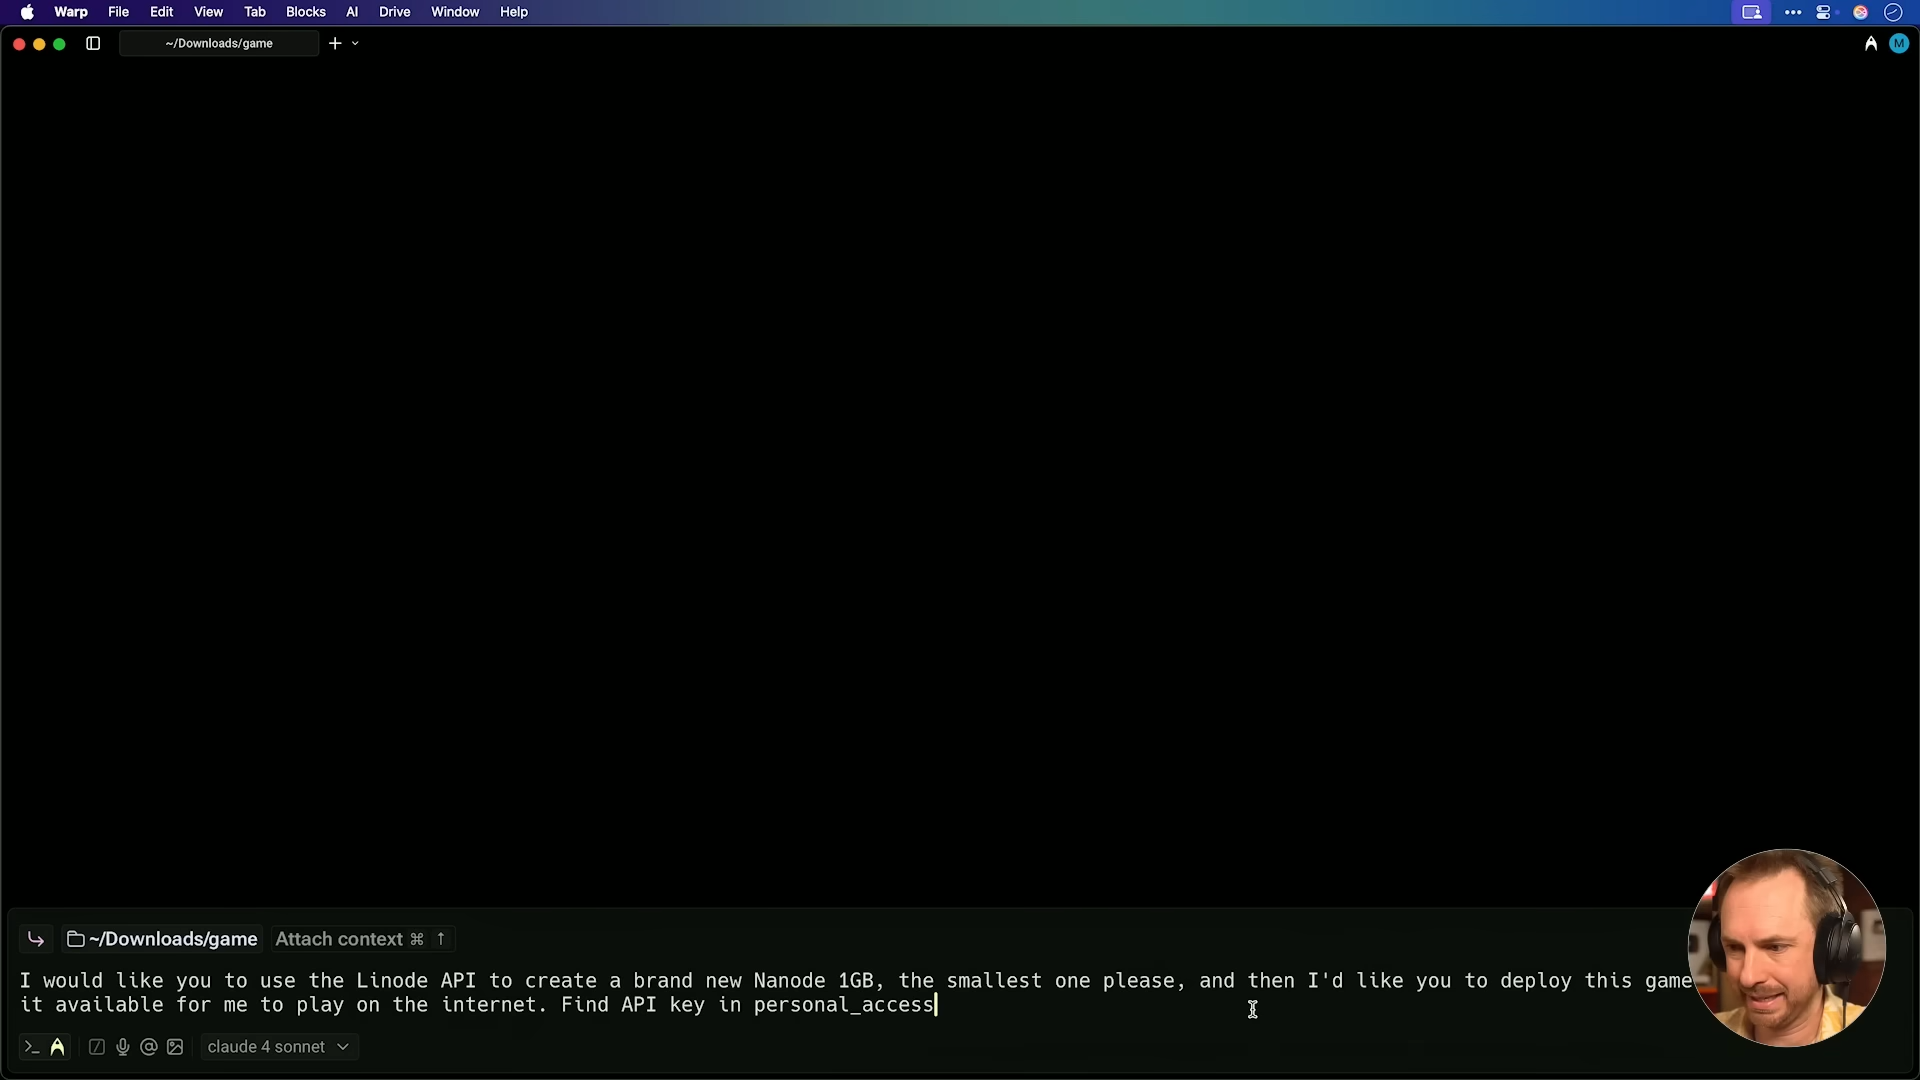 Warp File Edit View Tab Blocks AI Drive Window Help
~/Downloads/game
M
~/Downloads/game Attach context ⌘ ↑
I would like you to use the Linode API to create a brand new Nanode 1GB, the smallest one please, and then I'd like you to deploy this game
it available for me to play on the internet. Find API key in personal_access
claude 4 sonnet